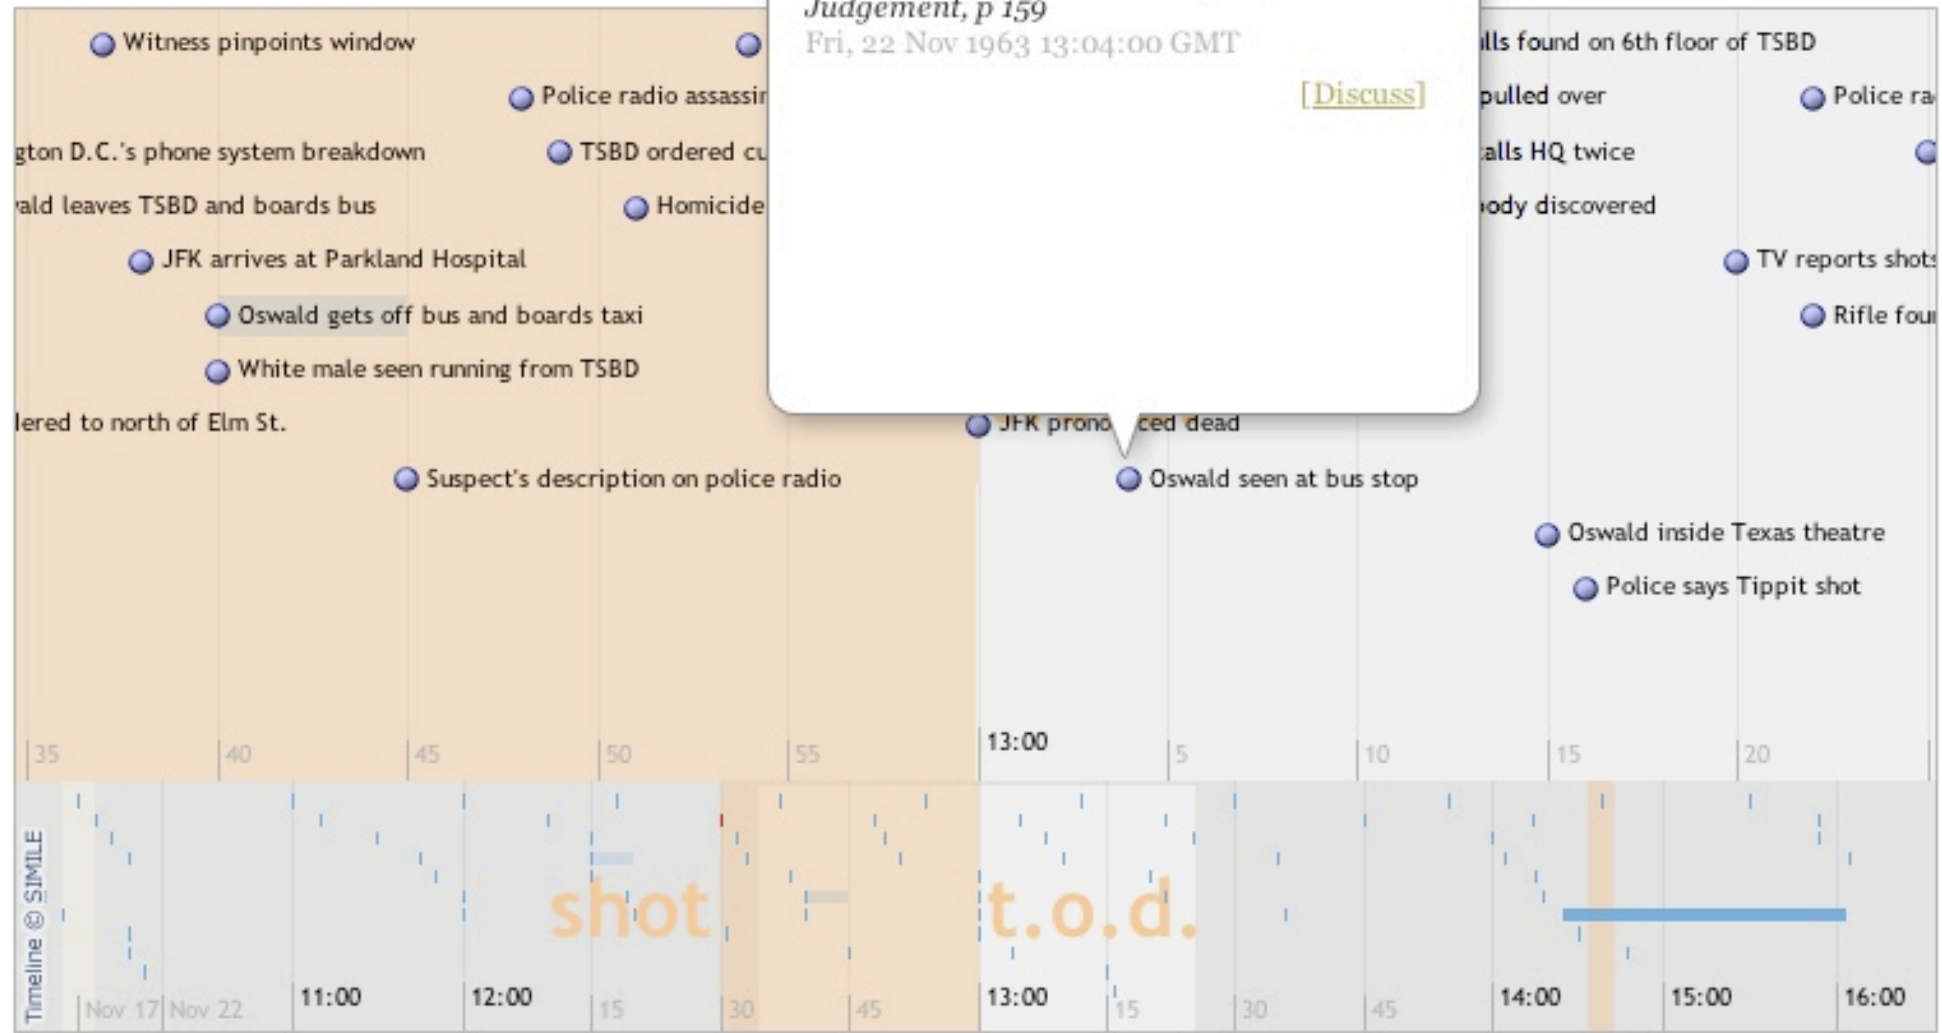 Judgement, p 159
Fri, 22 Nov 1963 13:04:00 GMT
[Discuss]
Witness pinpoints window
lls found on 6th floor of TSBD
Police radio assassin
pulled over
Police ra
gton D.C.'s phone system breakdown
TSBD ordered cu
alls HQ twice
ald leaves TSBD and boards bus
Homicide
ody discovered
JFK arrives at Parkland Hospital
TV reports shots
Oswald gets off bus and boards taxi
Rifle four
White male seen running from TSBD
dered to north of Elm St.
JFK prono ced dead
Suspect's description on police radio
Oswald seen at bus stop
Oswald inside Texas theatre
Police says Tippit shot
35 40 45 50 55 13:00 5 10 15 20
Timeline © SIMILE
shot t.o.d.
Nov 17 Nov 22 11:00 12:00 15 30 45 13:00 15 30 45 14:00 15:00 16:00